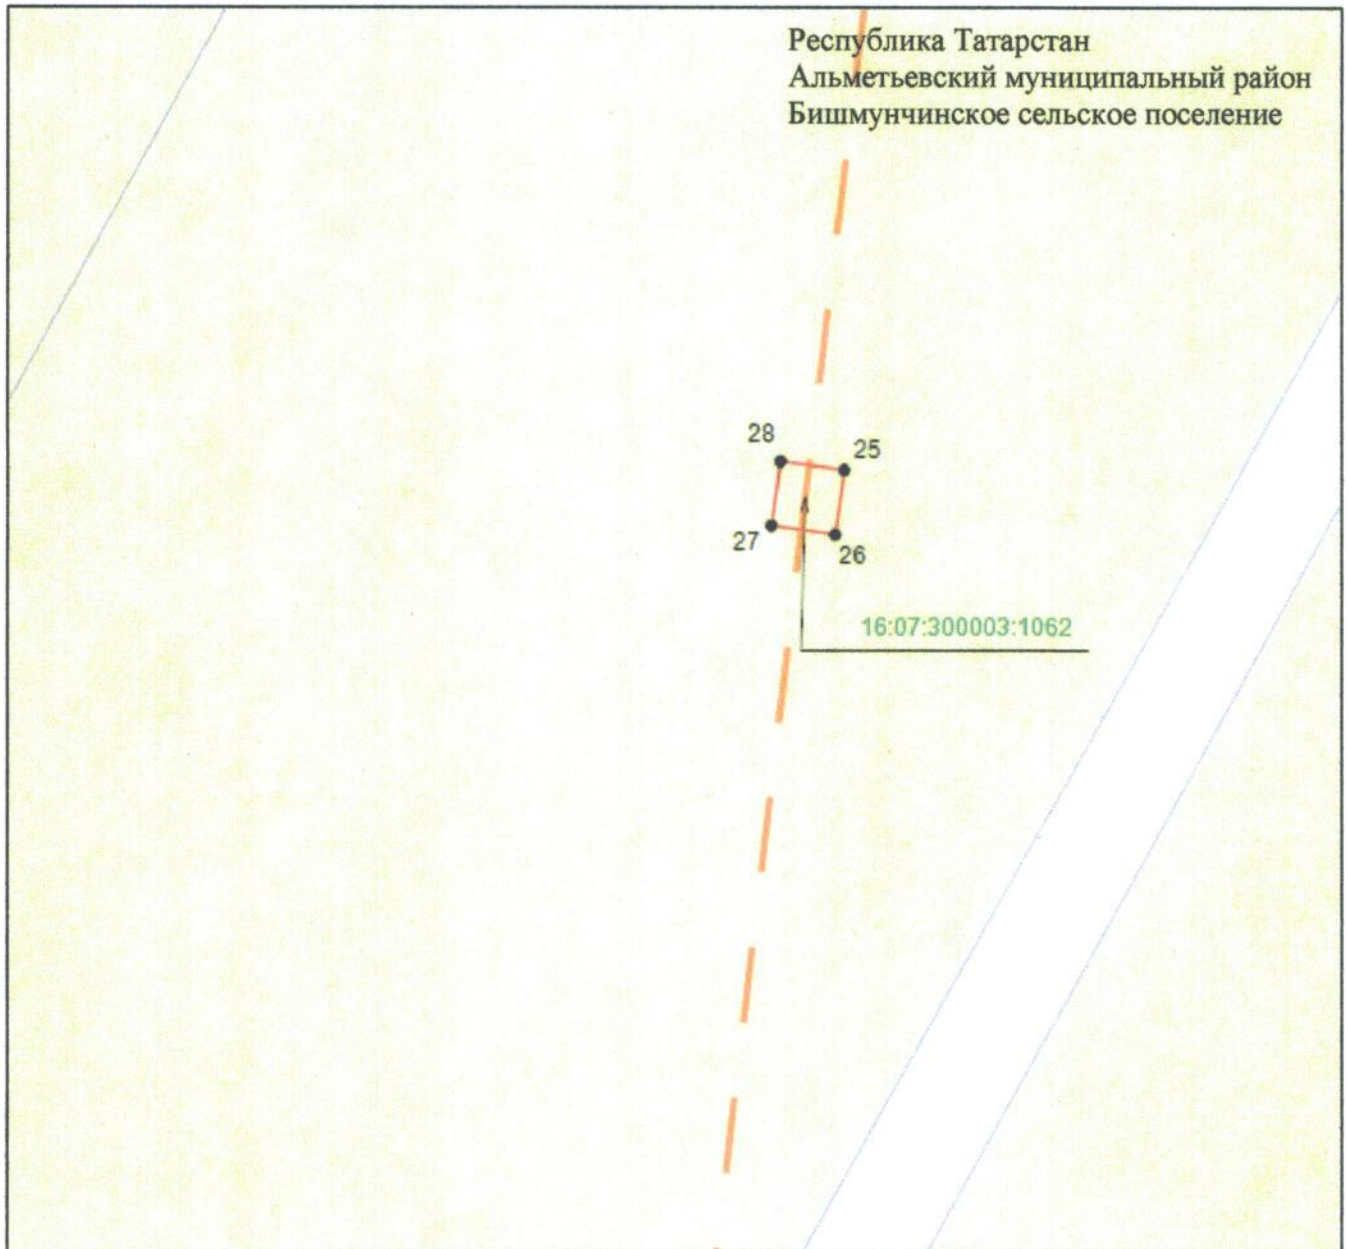 Республика Татарстан
Альметьевский муниципальный район
Бишмунчинское сельское поселение
28
25
27
26
16:07:300003:1062